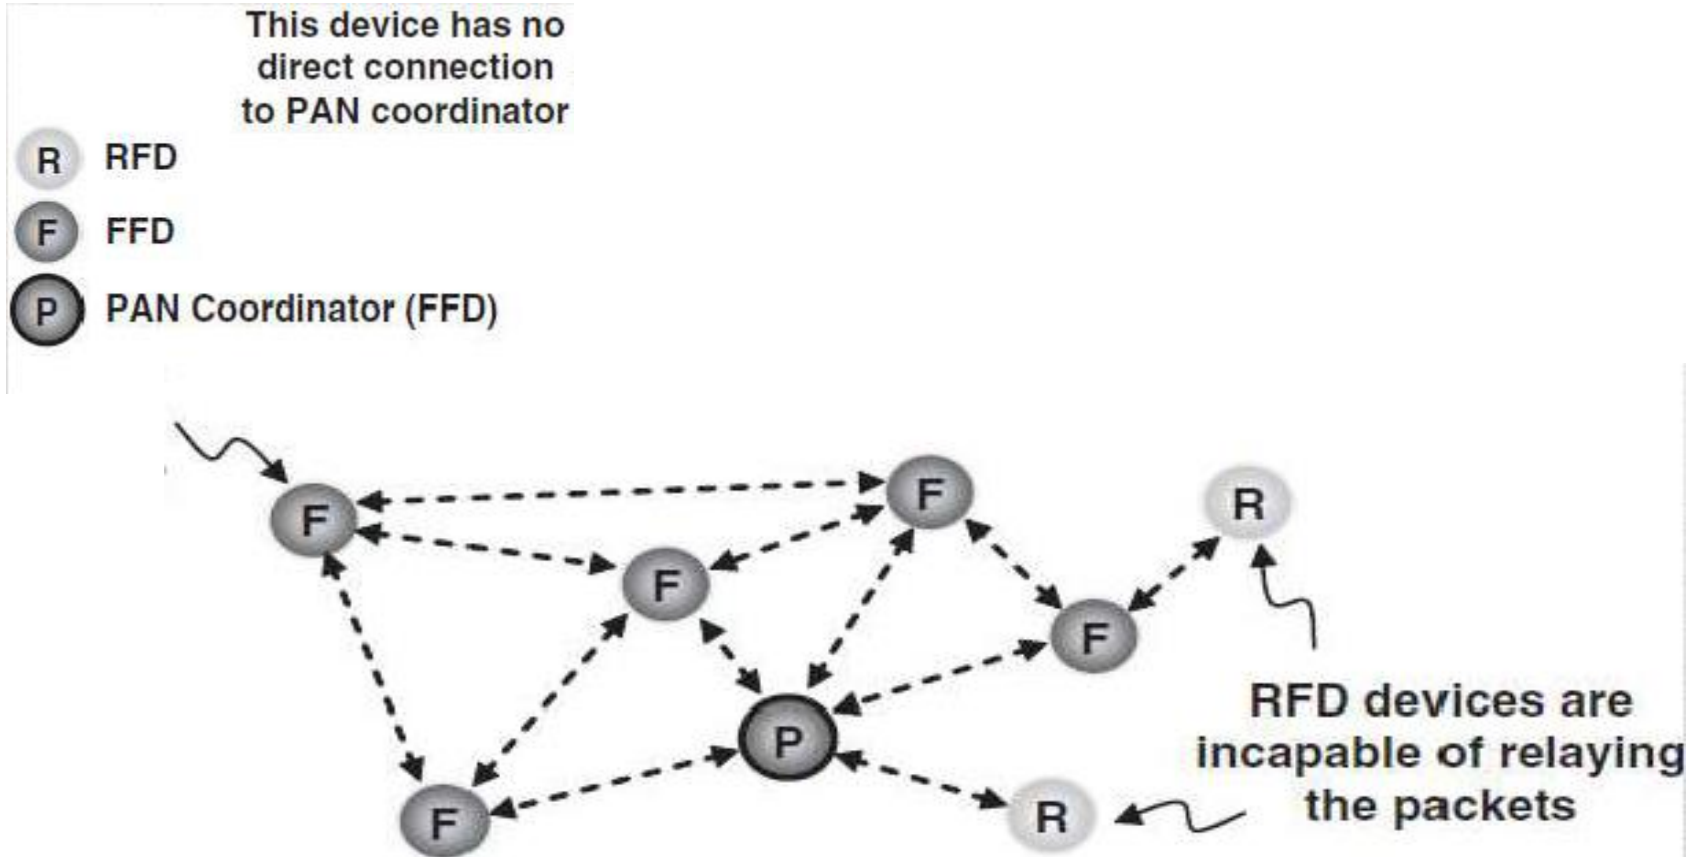 This device has no
direct connection
to PAN coordinator
R RFD
F FFD
P PAN Coordinator (FFD)
F
F
R
F
F
P
F
R
RFD devices are
incapable of relaying
the packets